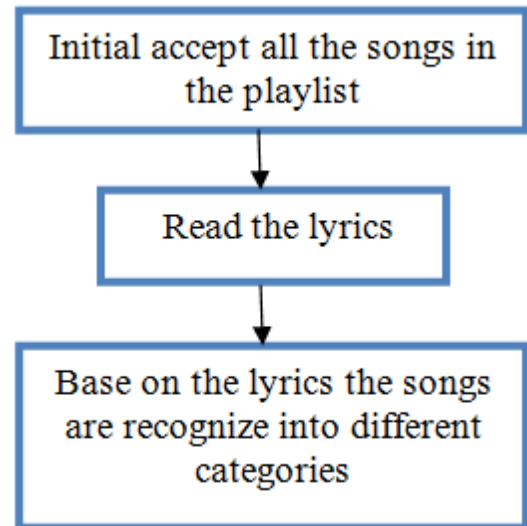 Initial accept all the songs in
the playlist
Read the lyrics
Base on the lyrics the songs
are recognize into different
categories